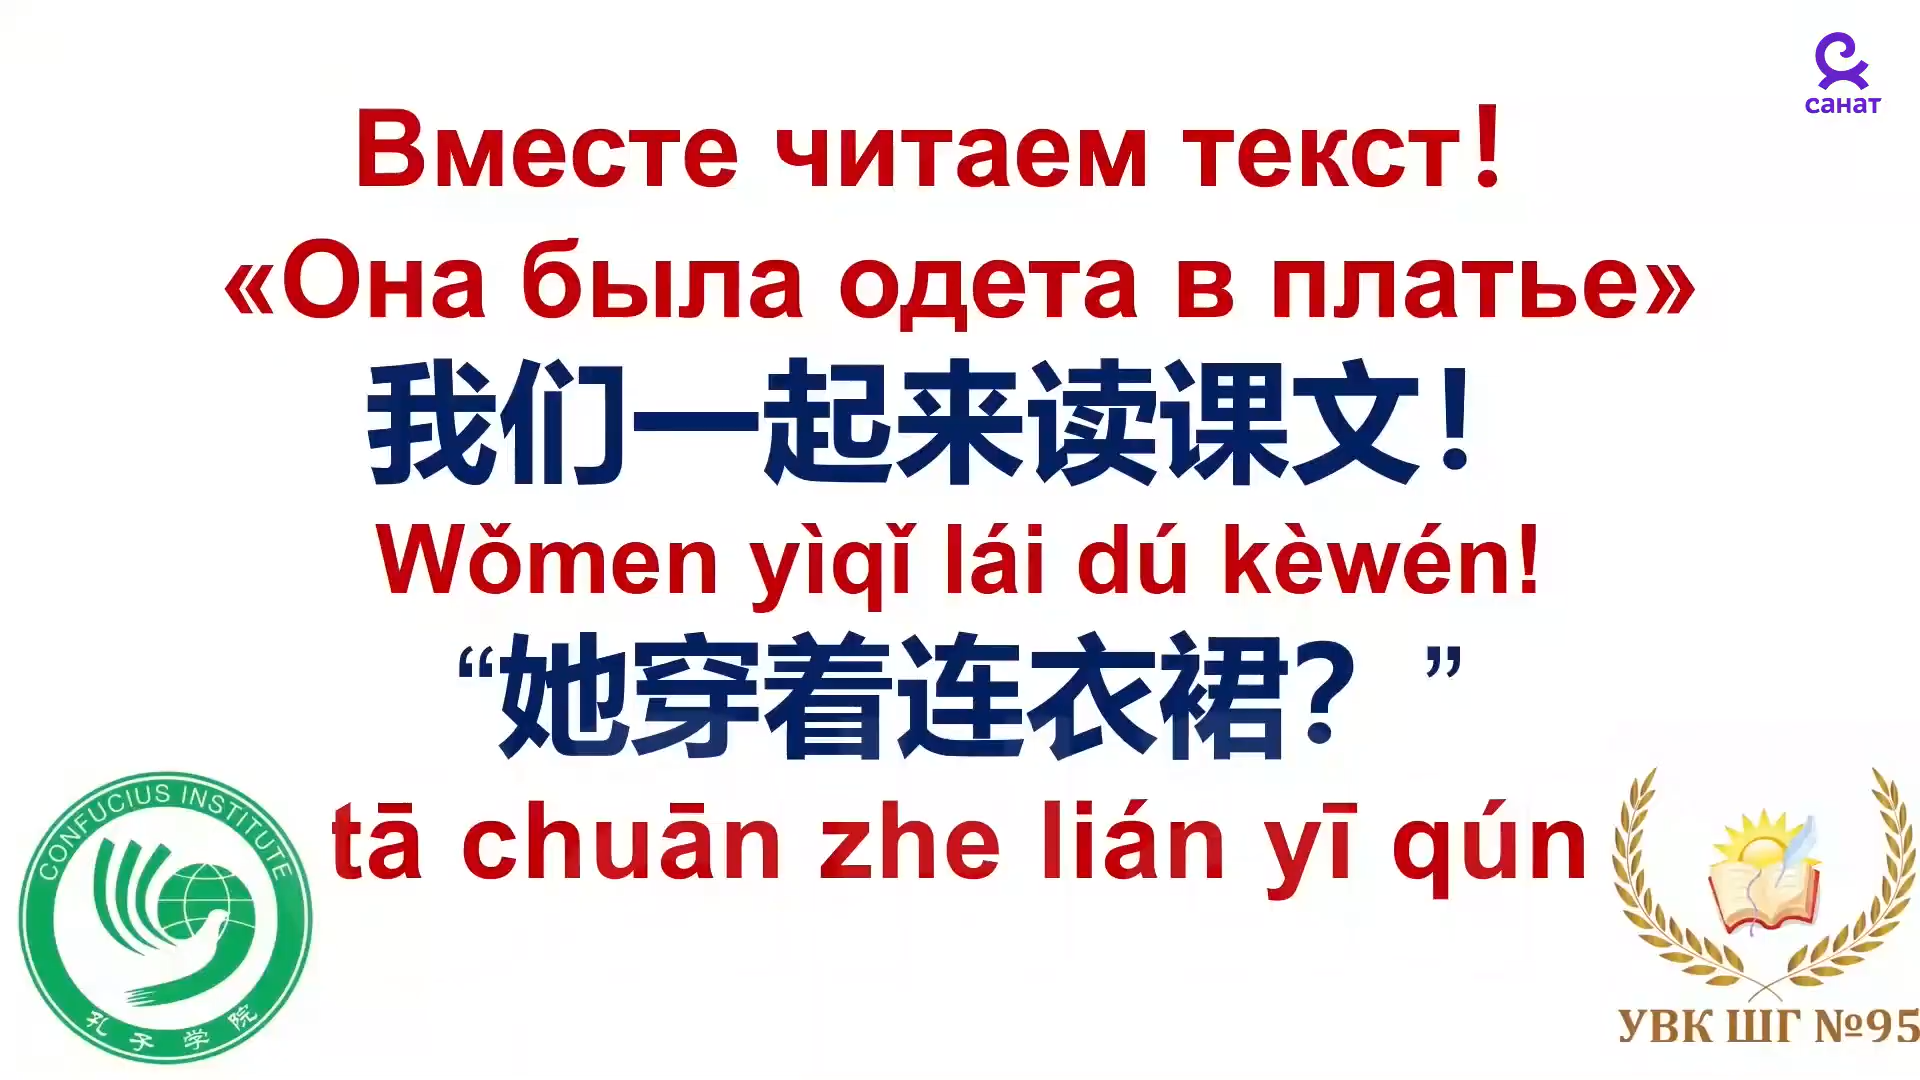 санат
Вместе читаем текст!
«Она была одета в платье»
我们一起来读课文！
Wǒmen yìqǐ lái dú kèwén!
“她穿着连衣裙？”
tā chuān zhe lián yī qún
CONFUCIUS INSTITUTE
孔子学院
УВК ШГ №95